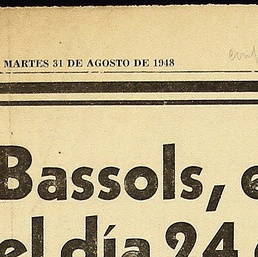 MARTES 31 DE AGOSTO DE 1948
Bassols, e
el día 24